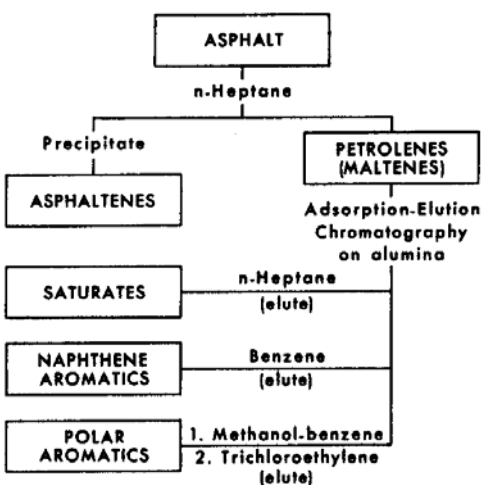 ASPHALT
n-Heptane
Precipitate
PETROLENES
(MALTENES)
ASPHALTENES
Adsorption-Elution
Chromatography
on alumina
SATURATES
n-Heptane
(elute)
NAPHTHENE
AROMATICS
Benzene
(elute)
POLAR
AROMATICS
1. Methanol-benzene
2. Trichloroethylene
(elute)